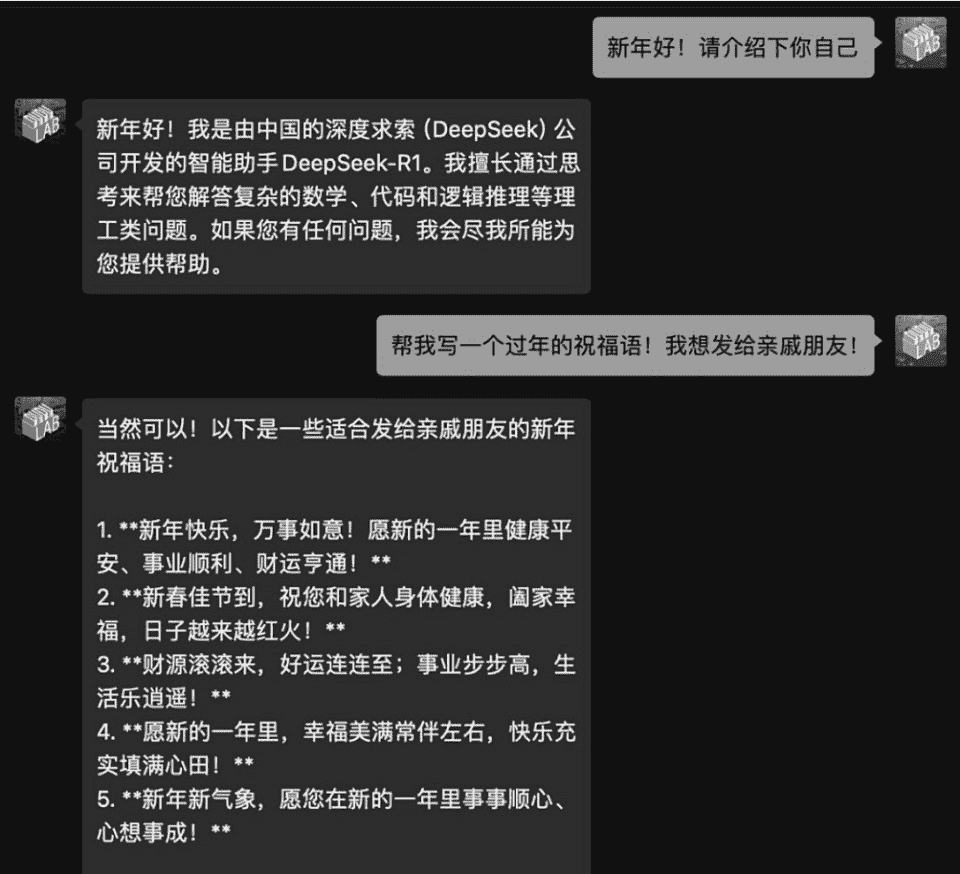 新年好！请介绍下你自己
LAB
LAB
新年好！我是由中国的深度求索（DeepSeek）公
司开发的智能助手DeepSeek-R1。我擅长通过思
考来帮您解答复杂的数学、代码和逻辑推理等理
工类问题。如果您有任何问题，我会尽我所能为
您提供帮助。
帮我写一个过年的祝福语！我想发给亲戚朋友！
LAB
LAB
当然可以！以下是一些适合发给亲戚朋友的新年
祝福语：
1. **新年快乐，万事如意！愿新的一年里健康平
安、事业顺利、财运亨通！**
2. **新春佳节到，祝您和家人身体健康，阖家幸
福，日子越来越红火！**
3. **财源滚滚来，好运连连至；事业步步高，生
活乐逍遥！**
4. **愿新的一年里，幸福美满常伴左右，快乐充
实填满心田！**
5. **新年新气象，愿您在新的一年里事事顺心、
心想事成！**